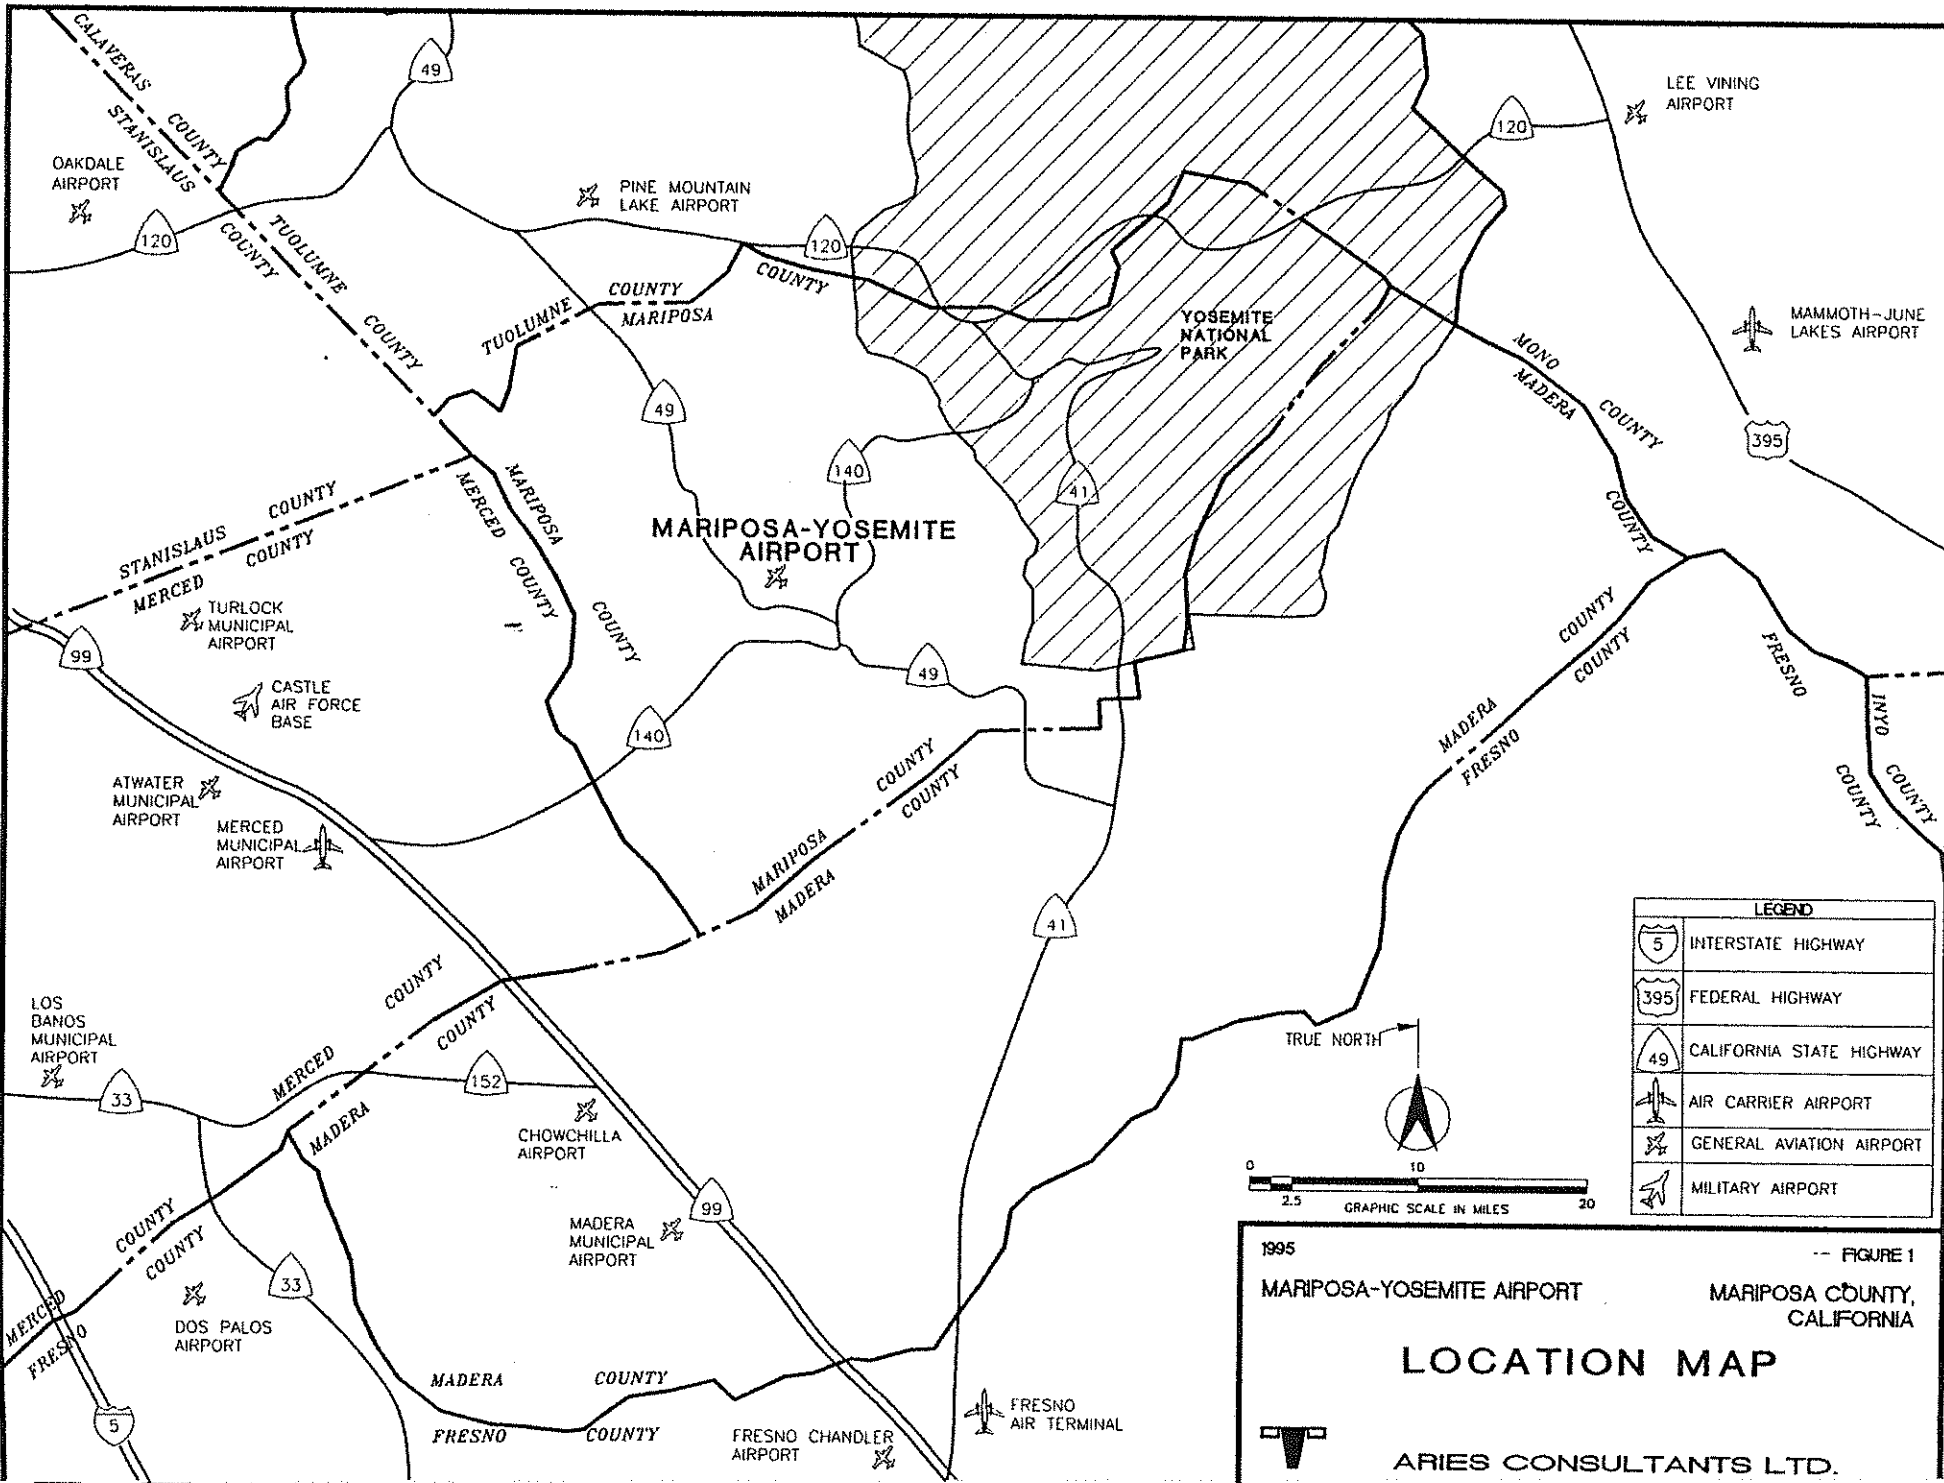 CALAVERAS
COUNTY
STANISLAUS
COUNTY
TUOLUMNE
COUNTY
49
120
OAKDALE
AIRPORT
PINE MOUNTAIN
LAKE AIRPORT
120
120
LEE VINING
AIRPORT
TUOLUMNE
COUNTY
MARIPOSA
COUNTY
YOSEMITE
NATIONAL
PARK
MAMMOTH-JUNE
LAKES AIRPORT
MONO
MADERA
COUNTY
COUNTY
395
49
140
41
MARIPOSA-YOSEMITE
AIRPORT
MARIPOSA
MERCED
COUNTY
COUNTY
STANISLAUS
COUNTY
MERCED
COUNTY
TURLOCK
MUNICIPAL
AIRPORT
99
CASTLE
AIR FORCE
BASE
49
140
ATWATER
MUNICIPAL
AIRPORT
MERCED
MUNICIPAL
AIRPORT
MARIPOSA
COUNTY
MADERA
COUNTY
MADERA
COUNTY
FRESNO
COUNTY
FRESNO
COUNTY
INYO
COUNTY
41
LOS
BANOS
MUNICIPAL
AIRPORT
33
MERCED
COUNTY
MADERA
COUNTY
152
CHOWCHILLA
AIRPORT
MADERA
MUNICIPAL
AIRPORT
99
MERCED
COUNTY
FRESNO
COUNTY
33
DOS PALOS
AIRPORT
5
MADERA COUNTY
FRESNO COUNTY
FRESNO CHANDLER
AIRPORT
FRESNO
AIR TERMINAL
TRUE NORTH
0 10
2.5 GRAPHIC SCALE IN MILES 20
LEGEND
5 INTERSTATE HIGHWAY
395 FEDERAL HIGHWAY
49 CALIFORNIA STATE HIGHWAY
AIR CARRIER AIRPORT
GENERAL AVIATION AIRPORT
MILITARY AIRPORT
1995 -- FIGURE 1
MARIPOSA-YOSEMITE AIRPORT MARIPOSA COUNTY,
CALIFORNIA
LOCATION MAP
ARIES CONSULTANTS LTD.